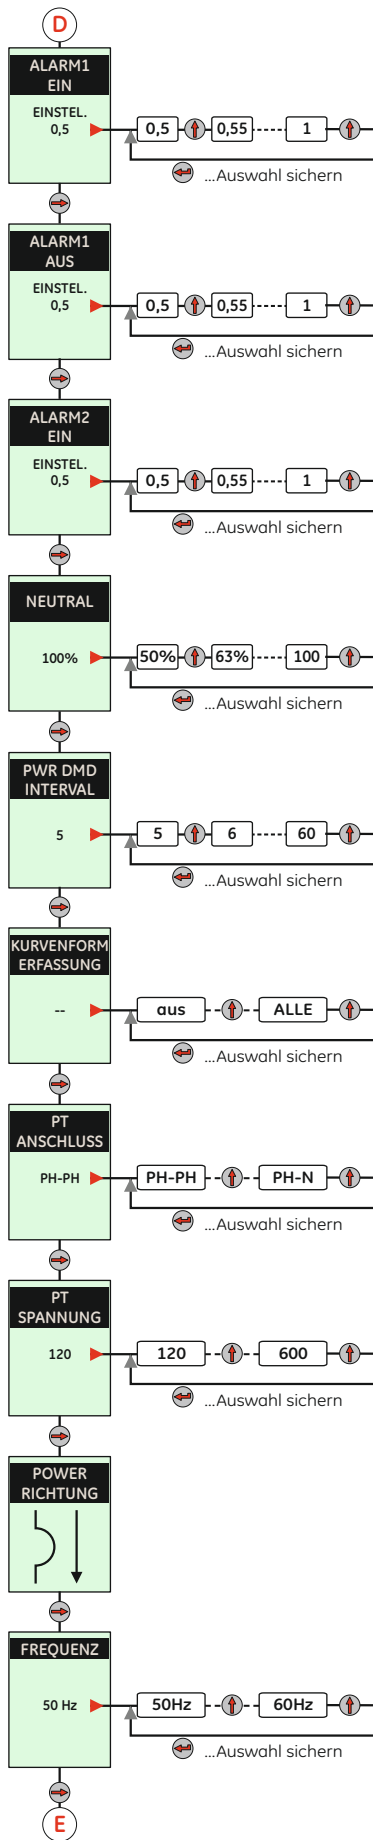 D
ALARM1
EIN
EINSTEL.
0,5
0,5 0,55 1
...Auswahl sichern
ALARM1
AUS
EINSTEL.
0,5
0,5 0,55 1
...Auswahl sichern
ALARM2
EIN
EINSTEL.
0,5
0,5 0,55 1
...Auswahl sichern
NEUTRAL
100%
50% 63% 100
...Auswahl sichern
PWR DMD
INTERVAL
5
5 6 60
...Auswahl sichern
KURVENFORM
ERFASSUNG
--
aus ALLE
...Auswahl sichern
PT
ANSCHLUSS
PH-PH
PH-PH PH-N
...Auswahl sichern
PT
SPANNUNG
120
120 600
...Auswahl sichern
POWER
RICHTUNG
FREQUENZ
50 Hz
50Hz 60Hz
...Auswahl sichern
E